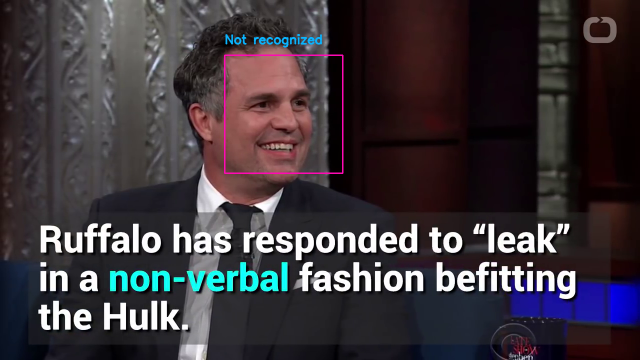 Not recognized
Ruffalo has responded to “leak”
in a non-verbal fashion befitting
the Hulk.